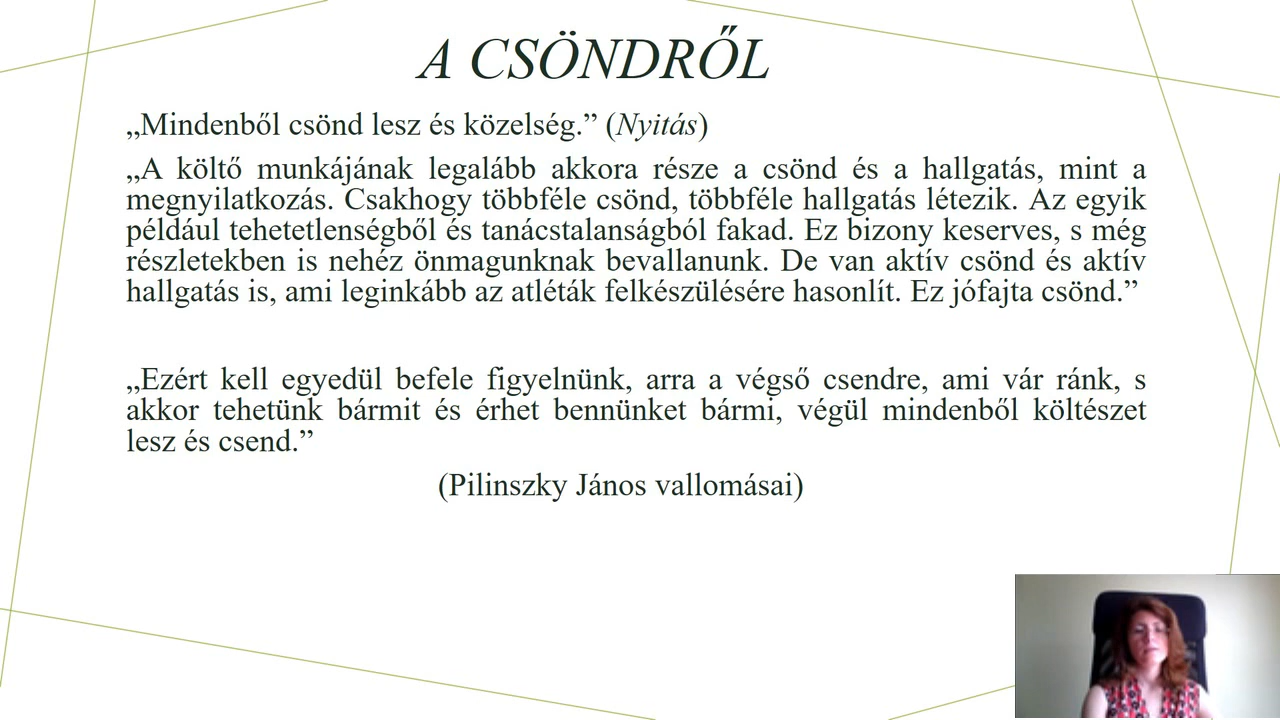 A CSÖNDRŐL
„Mindenből csönd lesz és közelség.” (Nyitás)
„A költő munkájának legalább akkora része a csönd és a hallgatás, mint a
megnyilatkozás. Csakhogy többféle csönd, többféle hallgatás létezik. Az egyik
például tehetetlenségből és tanácstalanságból fakad. Ez bizony keserves, s még
részletekben is nehéz önmagunknak bevallanunk. De van aktív csönd és aktív
hallgatás is, ami leginkább az atléták felkészülésére hasonlít. Ez jófajta csönd.”
„Ezért kell egyedül befele figyelnünk, arra a végső csendre, ami vár ránk, s
akkor tehetünk bármit és érhet bennünket bármi, végül mindenből költészet
lesz és csend.”
(Pilinszky János vallomásai)